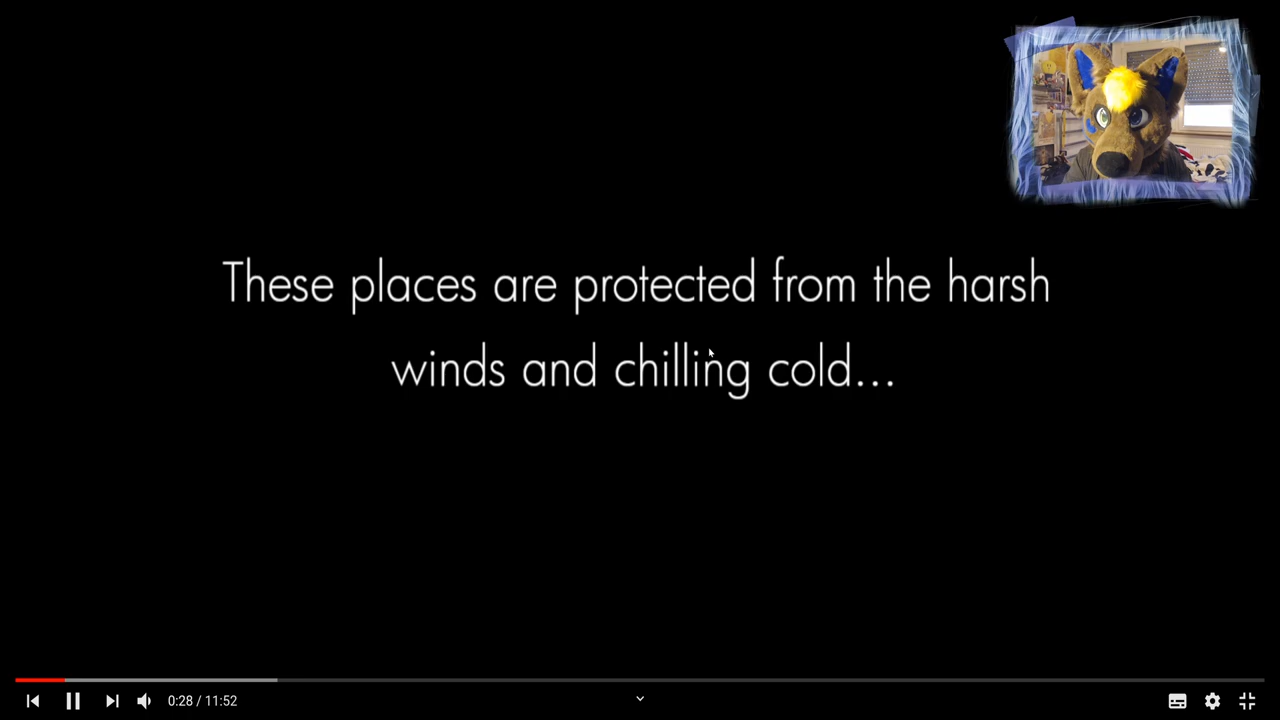 These places are protected from the harsh
winds and chilling cold...
0:28 / 11:52